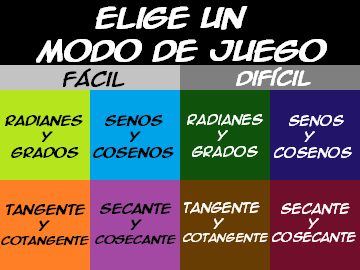 ELIGE UN
MODO DE JUEGO
FÁCIL DIFÍCIL
RADIANES
Y
GRADOS
SENOS
Y
COSENOS
RADIANES
Y
GRADOS
SENOS
Y
COSENOS
TANGENTE
Y
COTANGENTE
SECANTE
Y
COSECANTE
TANGENTE
Y
COTANGENTE
SECANTE
Y
COSECANTE